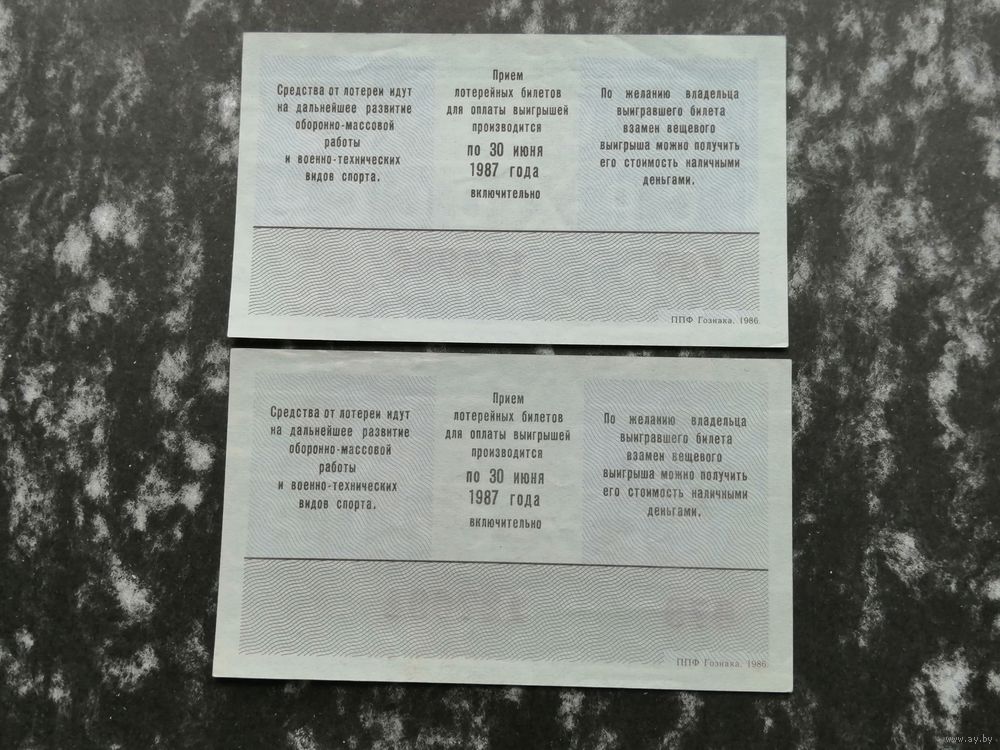 Средства от лотереи идут
на дальнейшее развитие
оборонно-массовой
работы
и военно-технических
видов спорта.
Прием
лотерейных билетов
для оплаты выигрышей
производится
по 30 июня
1987 года
включительно
По желанию владельца
выигравшего билета
взамен вещевого
выигрыша можно получить
его стоимость наличными
деньгами.
ППФ Гознака. 1986.
Средства от лотереи идут
на дальнейшее развитие
оборонно-массовой
работы
и военно-технических
видов спорта.
Прием
лотерейных билетов
для оплаты выигрышей
производится
по 30 июня
1987 года
включительно
По желанию владельца
выигравшего билета
взамен вещевого
выигрыша можно получить
его стоимость наличными
деньгами.
ППФ Гознака. 1986.
www.ay.by